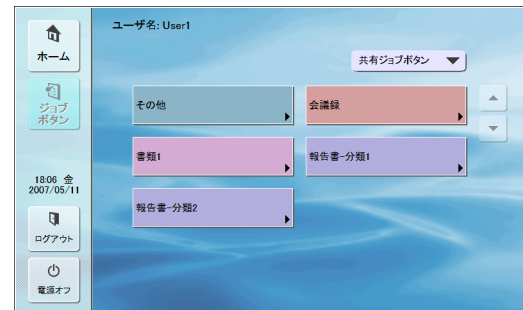 ユーザ名: User1
ホーム
共有ジョブボタン
ジョブ
ボタン
その他
会議録
書類1
報告書-分類1
報告書-分類2
18:06 金
2007/05/11
ログアウト
電源オフ